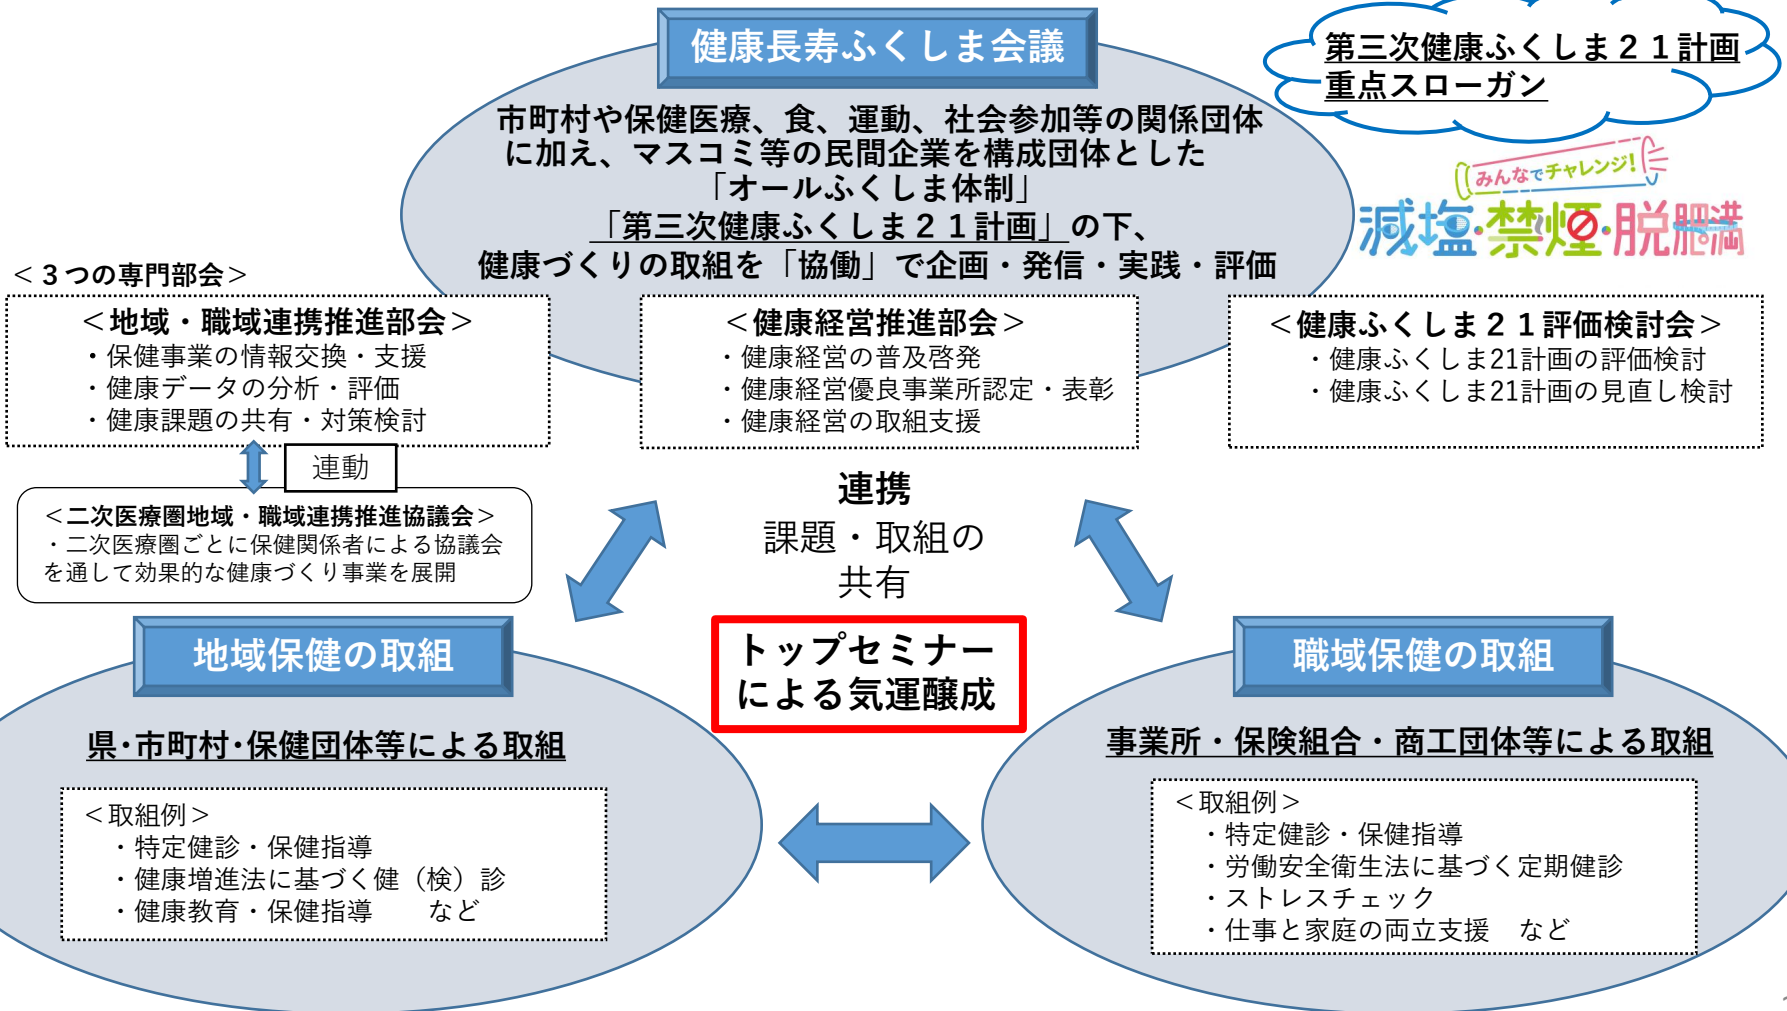 健康長寿ふくしま会議
市町村や保健医療、食、運動、社会参加等の関係団体
に加え、マスコミ等の民間企業を構成団体とした
「オールふくしま体制」
「第三次健康ふくしま２１計画」の下、
健康づくりの取組を「協働」で企画・発信・実践・評価
第三次健康ふくしま２１計画
重点スローガン
みんなでチャレンジ!
減塩・禁煙・脱肥満
＜３つの専門部会＞
＜地域・職域連携推進部会＞
・保健事業の情報交換・支援
・健康データの分析・評価
・健康課題の共有・対策検討
＜健康経営推進部会＞
・健康経営の普及啓発
・健康経営優良事業所認定・表彰
・健康経営の取組支援
＜健康ふくしま２１評価検討会＞
・健康ふくしま21計画の評価検討
・健康ふくしま21計画の見直し検討
連動
＜二次医療圏地域・職域連携推進協議会＞
・二次医療圏ごとに保健関係者による協議会
を通して効果的な健康づくり事業を展開
連携
課題・取組の
共有
トップセミナー
による気運醸成
地域保健の取組
県･市町村･保健団体等による取組
＜取組例＞
・特定健診・保健指導
・健康増進法に基づく健（検）診
・健康教育・保健指導　　など
職域保健の取組
事業所・保険組合・商工団体等による取組
＜取組例＞
・特定健診・保健指導
・労働安全衛生法に基づく定期健診
・ストレスチェック
・仕事と家庭の両立支援　など